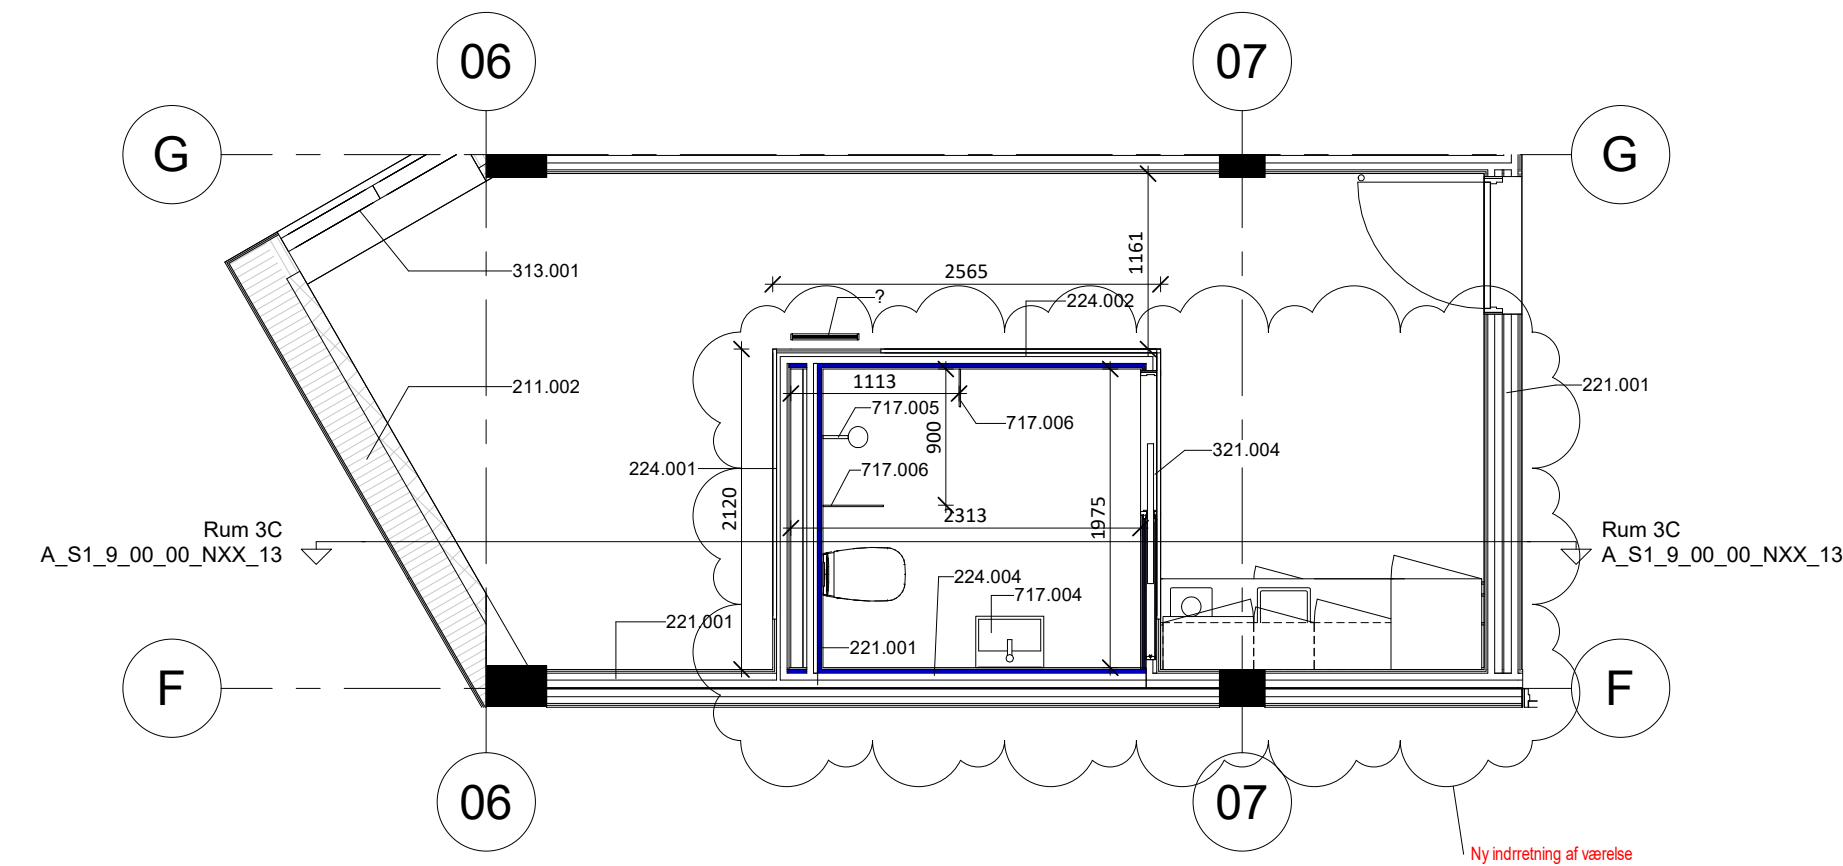 06
07
G
G
313.001
2565
1161
?
224.002
211.002
221.001
1113
717.005
717.006
900
321.004
224.001
717.006
2120
2313
1975
Rum 3C
A_S1_9_00_00_NXX_13
Rum 3C
A_S1_9_00_00_NXX_13
224.004
717.004
221.001
221.001
F
F
06
07
Ny indrretning af værelse